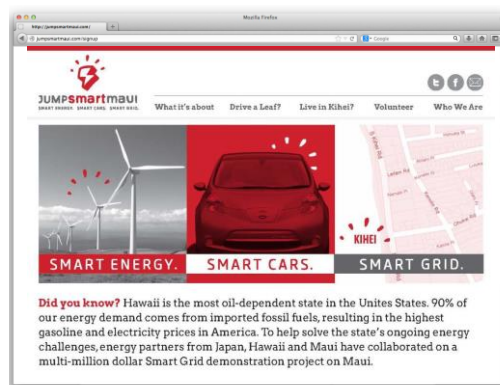 Mozilla Firefox
http://jumpsmartmaui.com/
jumpsmartmaui.com/signup
Google
JUMPSmartmaui
SMART ENERGY. SMART CARS. SMART GRID.
What it's about
Drive a Leaf?
Live in Kihei?
Volunteer
Who We Are
KIHEI
SMART ENERGY.
SMART CARS.
SMART GRID.
Did you know? Hawaii is the most oil-dependent state in the Unites States. 90% of
our energy demand comes from imported fossil fuels, resulting in the highest
gasoline and electricity prices in America. To help solve the state's ongoing energy
challenges, energy partners from Japan, Hawaii and Maui have collaborated on a
multi-million dollar Smart Grid demonstration project on Maui.